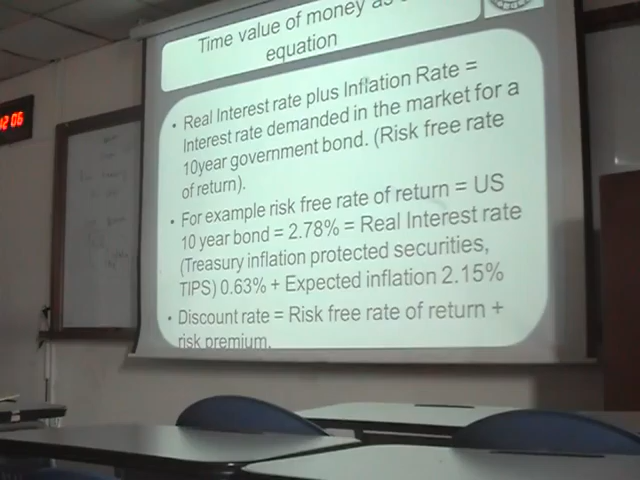 Time value of money as
equation
• Real Interest rate plus Inflation Rate =
Interest rate demanded in the market for a
10year government bond. (Risk free rate
of return).
• For example risk free rate of return = US
10 year bond = 2.78% = Real Interest rate
(Treasury inflation protected securities,
TIPS) 0.63% + Expected inflation 2.15%
• Discount rate = Risk free rate of return +
risk premium.
2:06